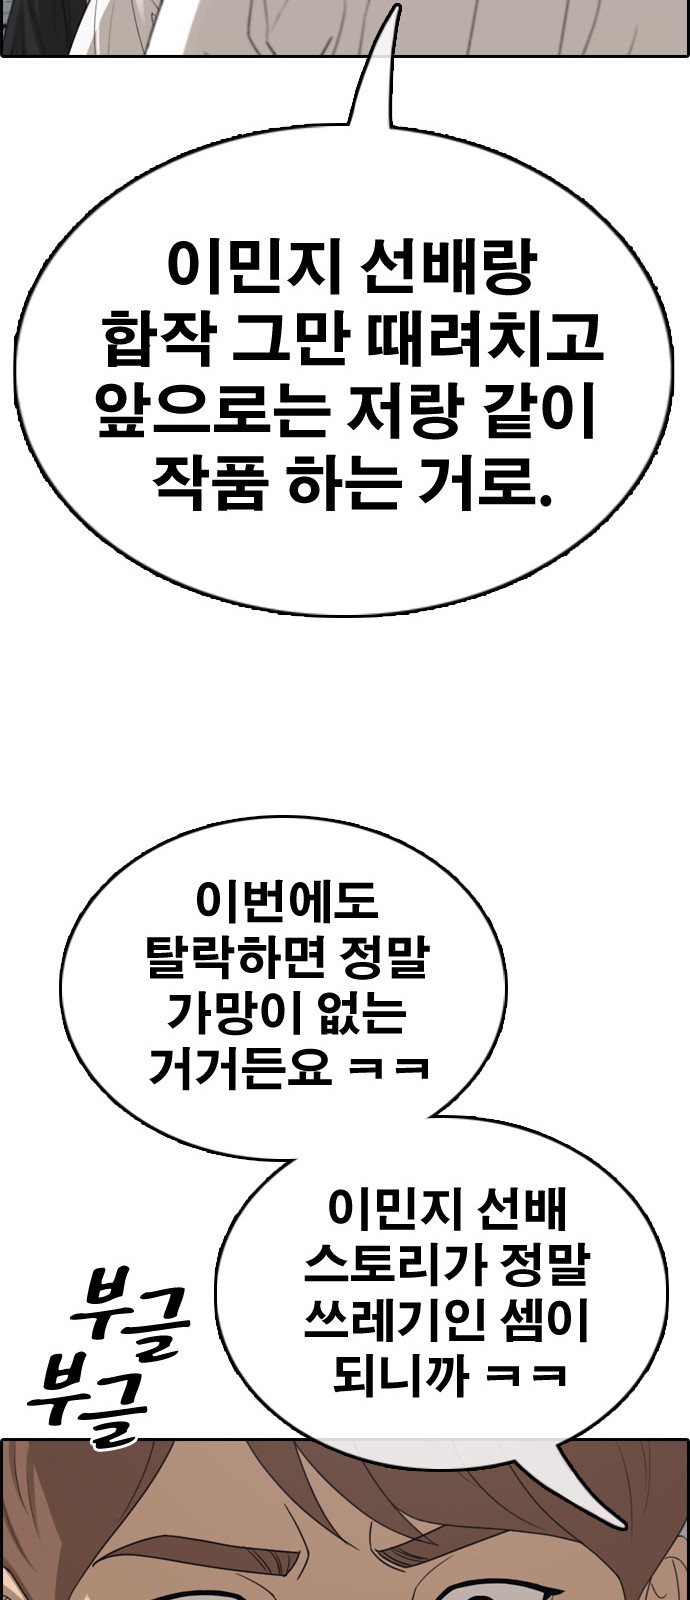 이민지 선배랑
합작 그만 때려치고
앞으로는 저랑 같이
작품 하는 거로.
이번에도
탈락하면 정말
가망이 없는
거거든요 ㅋㅋ
이민지 선배
스토리가 정말
쓰레기인 셈이
되니까 ㅋㅋ
부글
부글